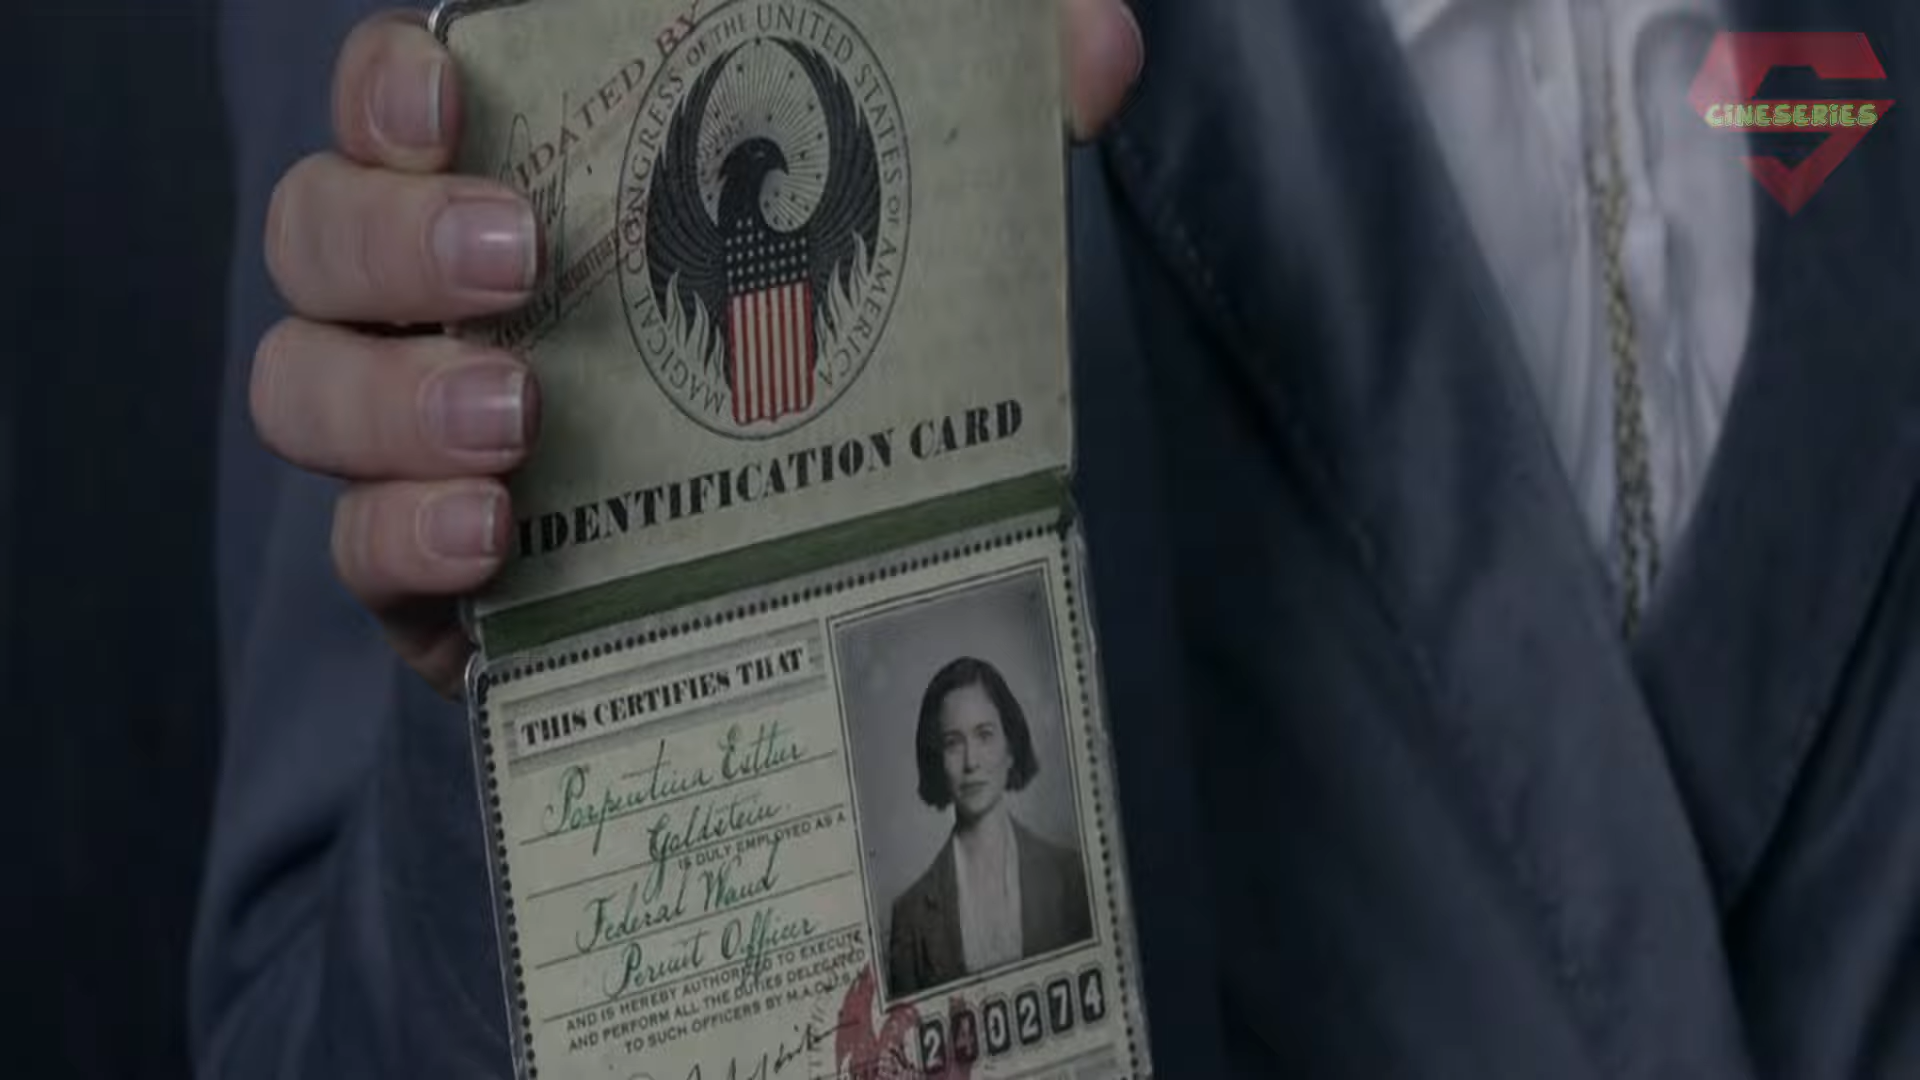 CINESERIES
VALIDATED BY
MAGICAL CONGRESS OF THE UNITED STATES OF AMERICA
IDENTIFICATION CARD
THIS CERTIFIES THAT
Porpentina Esther
Goldstein
IS DULY EMPLOYED AS A
Federal Wand
Permit Officer
AND IS HEREBY AUTHORIZED TO EXECUTE
AND PERFORM ALL THE DUTIES DELEGATED
TO SUCH OFFICERS BY M.A.C.U.S.A
240274